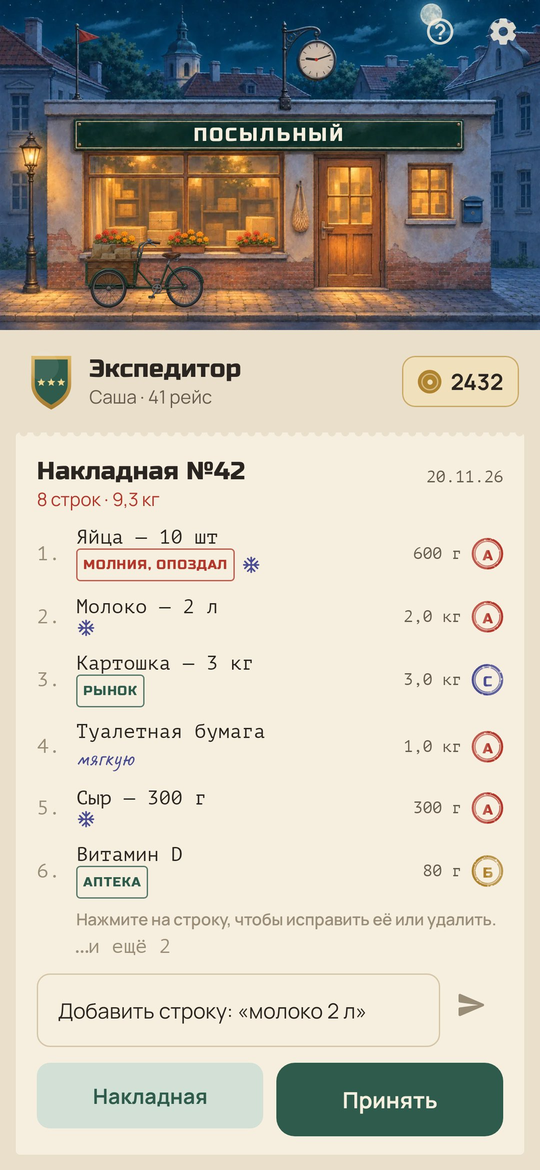 ПОСЫЛЬНЫЙ
Экспедитор
Саша · 41 рейс
2432
Накладная №42
20.11.26
8 строк · 9,3 кг
1. Яйца — 10 шт
МОЛНИЯ, ОПОЗДАЛ
600 г А
2. Молоко — 2 л
2,0 кг А
3. Картошка — 3 кг
РЫНОК
3,0 кг С
4. Туалетная бумага
мягкую
1,0 кг А
5. Сыр — 300 г
300 г А
6. Витамин D
АПТЕКА
80 г Б
Нажмите на строку, чтобы исправить её или удалить.
…и ещё 2
Добавить строку: «молоко 2 л»
Накладная
Принять